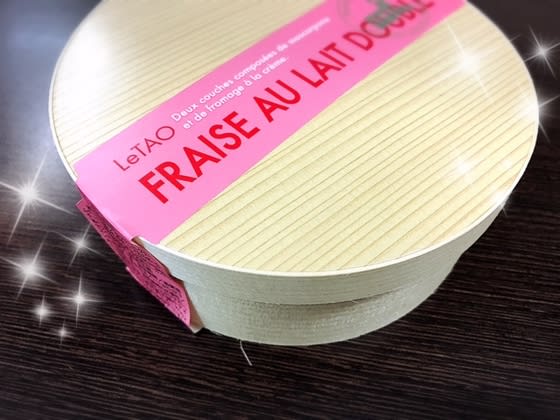 LeTAO
Deux couches composées de mascarpone
et de fromage à la crème.
FRAISE AU LAIT DOUBLE